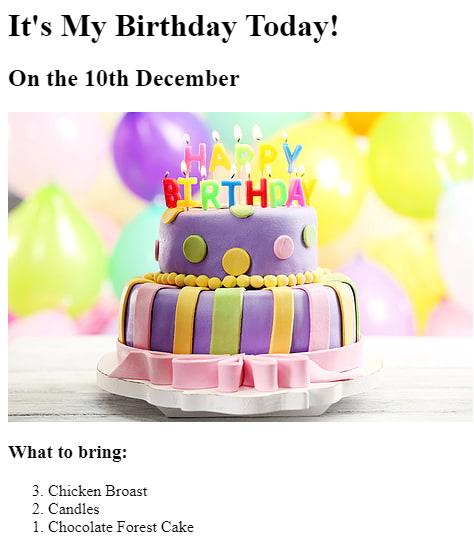 It's My Birthday Today!
On the 10th December
HAPPY
BIRTHDAY
What to bring:
3. Chicken Broast
2. Candles
1. Chocolate Forest Cake